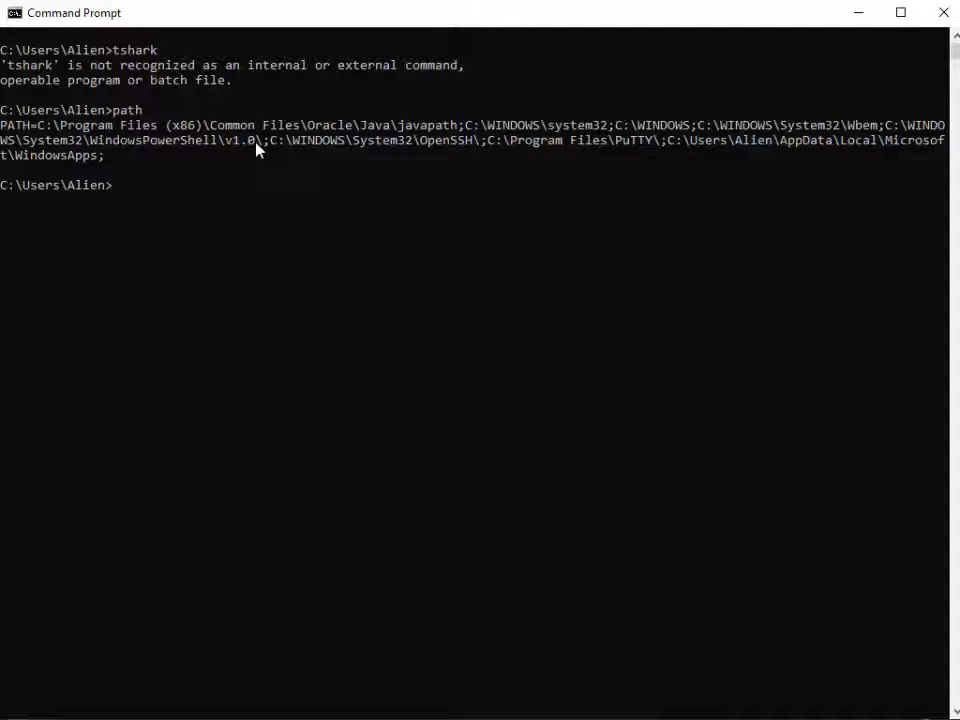 Command Prompt
C:\Users\Alien>tshark
'tshark' is not recognized as an internal or external command,
operable program or batch file.
C:\Users\Alien>path
PATH=C:\Program Files (x86)\Common Files\Oracle\Java\javapath;C:\WINDOWS\system32;C:\WINDOWS;C:\WINDOWS\System32\Wbem;C:\WINDO
WS\System32\WindowsPowerShell\v1.0\;C:\WINDOWS\System32\OpenSSH\;C:\Program Files\PuTTY\;C:\Users\Alien\AppData\Local\Microsof
t\WindowsApps;
C:\Users\Alien>